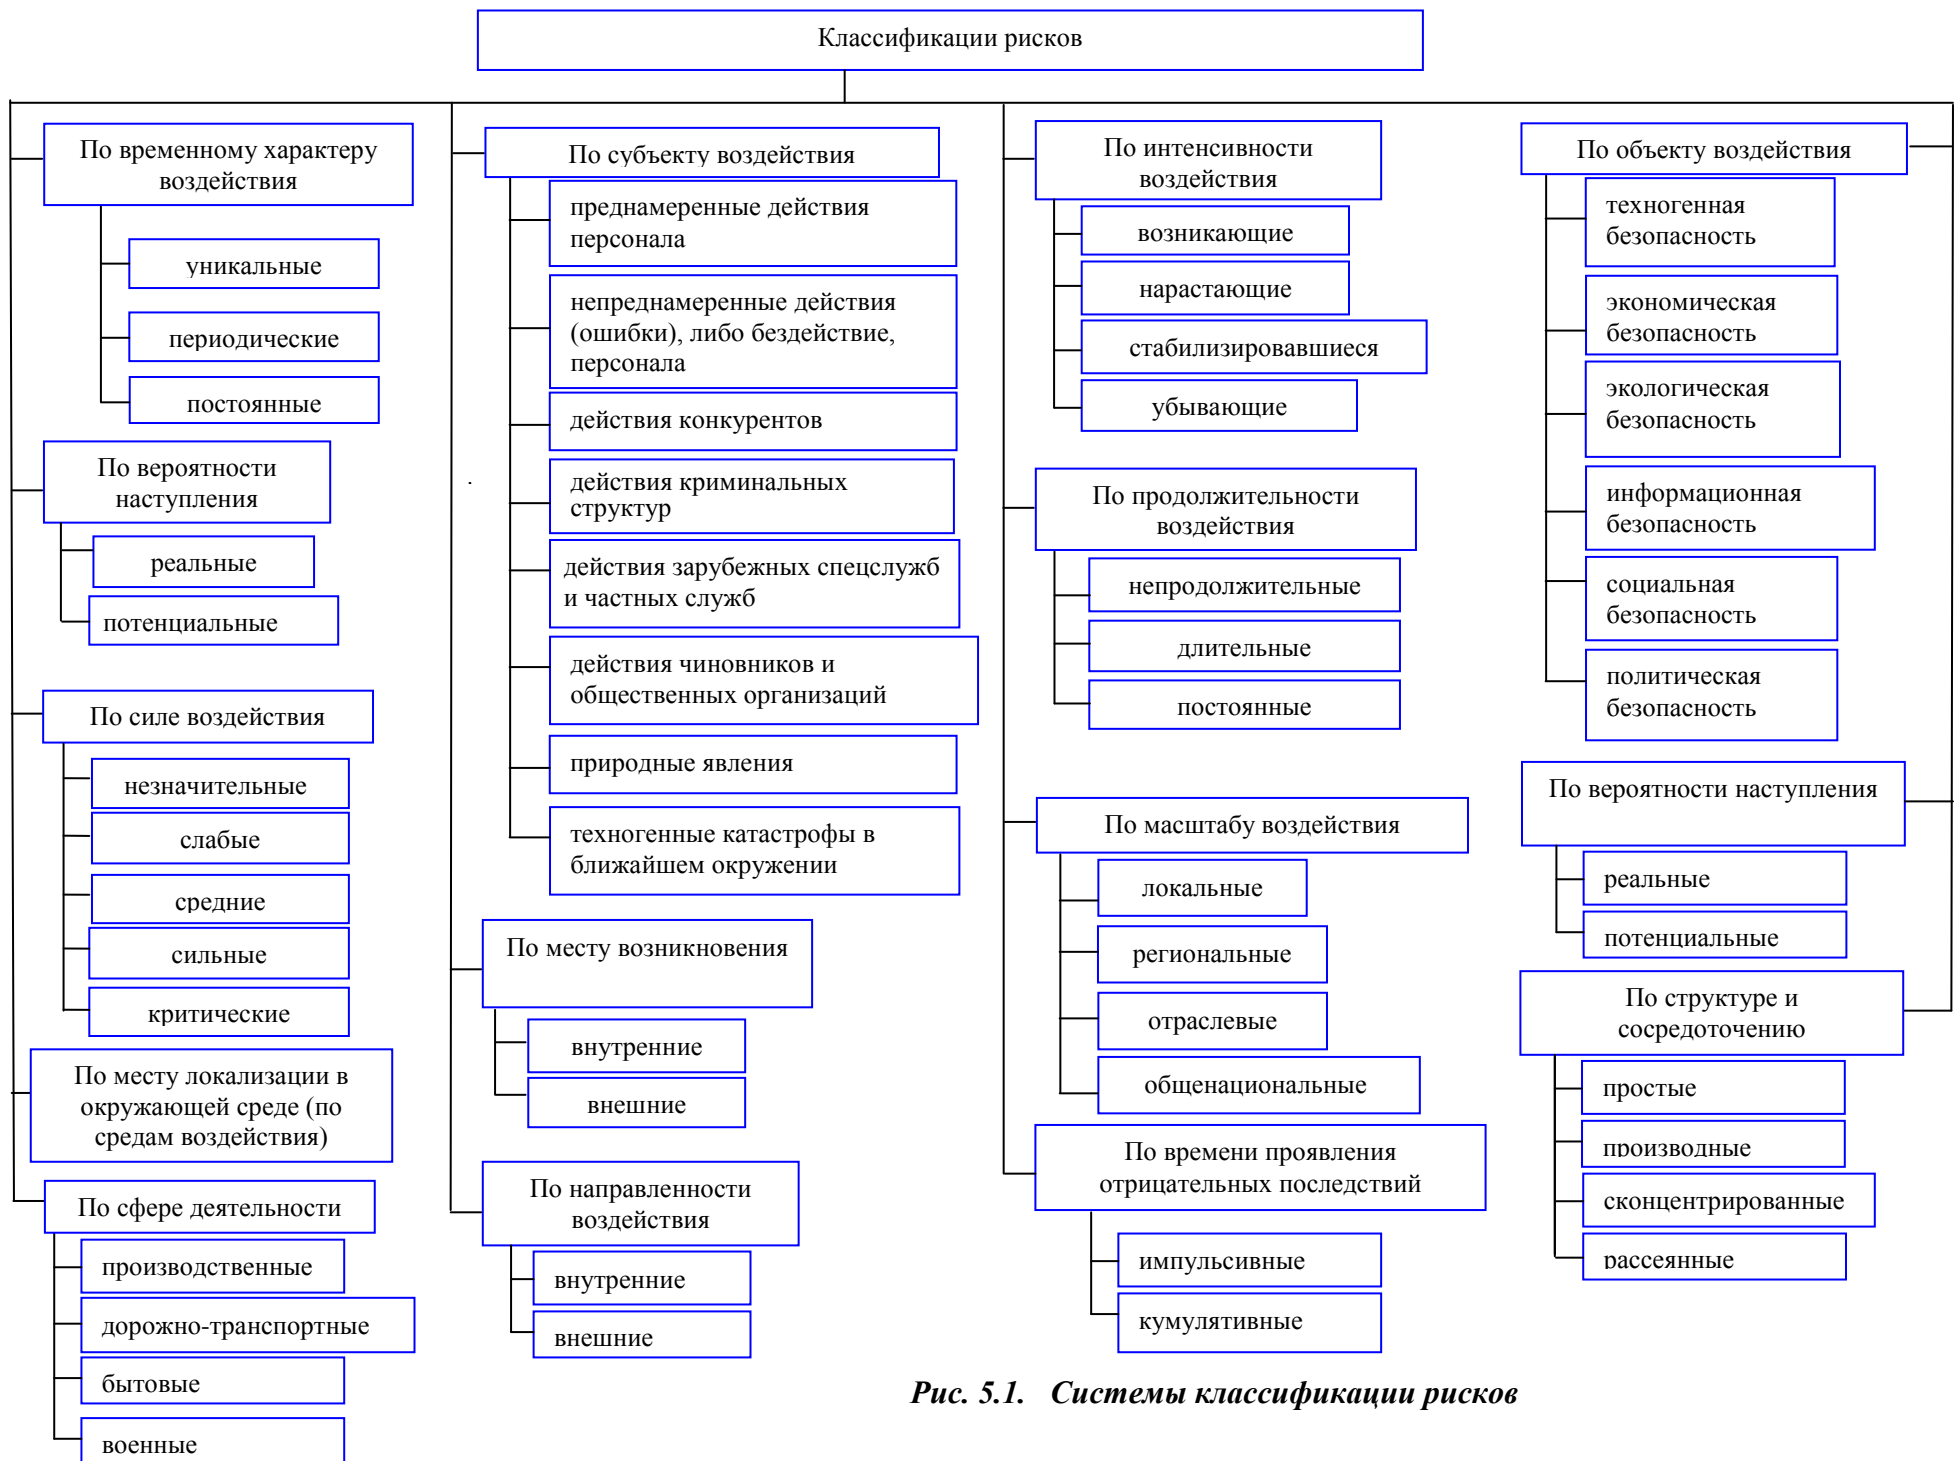 Классификации рисков
По временному характеру
воздействия
уникальные
периодические
постоянные
По вероятности
наступления
реальные
потенциальные
По силе воздействия
незначительные
слабые
средние
сильные
критические
По месту локализации в
окружающей среде (по
средам воздействия)
По сфере деятельности
производственные
дорожно-транспортные
бытовые
военные
По субъекту воздействия
преднамеренные действия
персонала
непреднамеренные действия
(ошибки), либо бездействие,
персонала
действия конкурентов
действия криминальных
структур
действия зарубежных спецслужб
и частных служб
действия чиновников и
общественных организаций
природные явления
техногенные катастрофы в
ближайшем окружении
По месту возникновения
внутренние
внешние
По направленности
воздействия
внутренние
внешние
По интенсивности
воздействия
возникающие
нарастающие
стабилизировавшиеся
убывающие
По продолжительности
воздействия
непродолжительные
длительные
постоянные
По масштабу воздействия
локальные
региональные
отраслевые
общенациональные
По времени проявления
отрицательных последствий
импульсивные
кумулятивные
По объекту воздействия
техногенная
безопасность
экономическая
безопасность
экологическая
безопасность
информационная
безопасность
социальная
безопасность
политическая
безопасность
По вероятности наступления
реальные
потенциальные
По структуре и
сосредоточению
простые
производные
сконцентрированные
рассеянные
Рис. 5.1. Системы классификации рисков